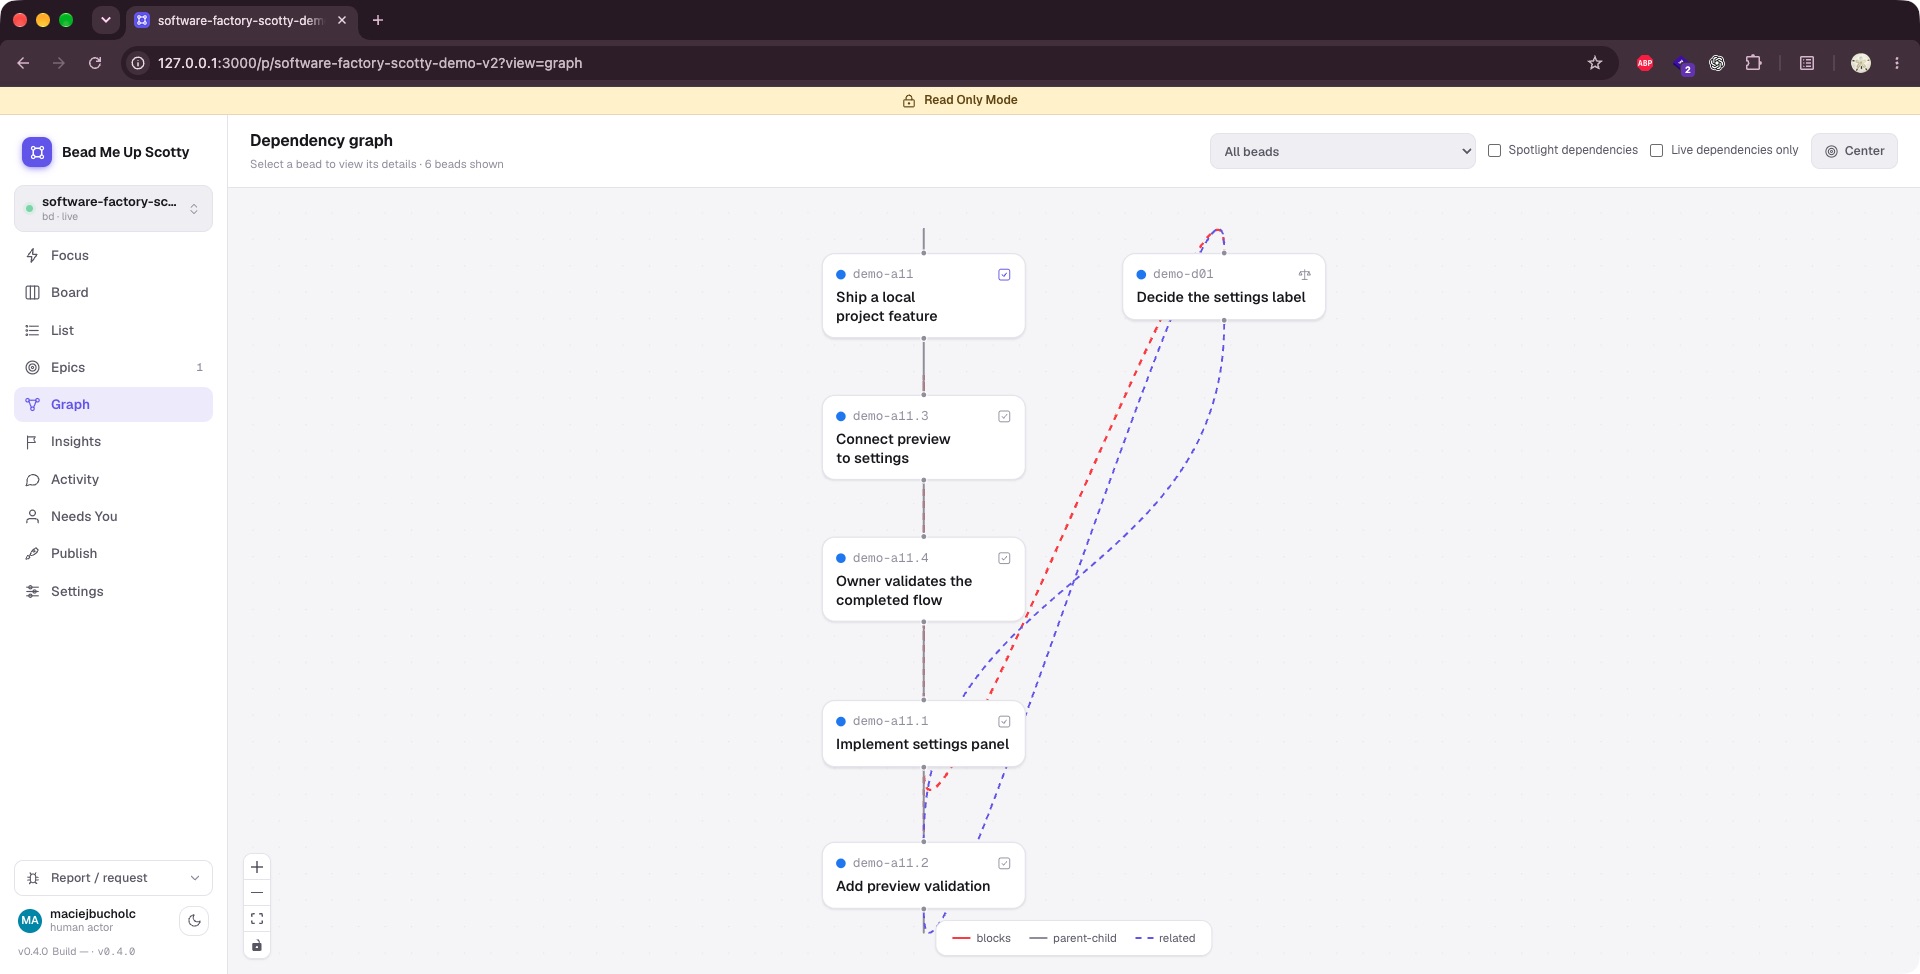 software-factory-scotty-dem
127.0.0.1:3000/p/software-factory-scotty-demo-v2?view=graph
ABP
2
Read Only Mode
Bead Me Up Scotty
software-factory-sc...
bd · live
Focus
Board
List
Epics 1
Graph
Insights
Activity
Needs You
Publish
Settings
Report / request
MA
maciejbucholc
human actor
v0.4.0 Build — · v0.4.0
Dependency graph
Select a bead to view its details · 6 beads shown
All beads
Spotlight dependencies
Live dependencies only
Center
demo-a11
Ship a local
project feature
demo-d01
Decide the settings label
demo-a11.3
Connect preview
to settings
demo-a11.4
Owner validates the
completed flow
demo-a11.1
Implement settings panel
demo-a11.2
Add preview validation
blocks
parent-child
related